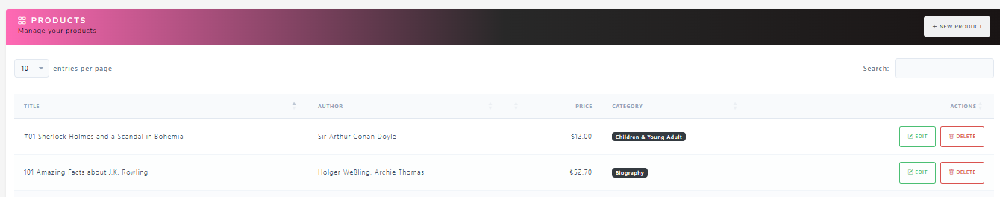 PRODUCTS
Manage your products
+ NEW PRODUCT
10 entries per page
Search:
TITLE AUTHOR PRICE CATEGORY ACTIONS
#01 Sherlock Holmes and a Scandal in Bohemia Sir Arthur Conan Doyle ₺12.00 Children & Young Adult EDIT DELETE
101 Amazing Facts about J.K. Rowling Holger Weßling, Archie Thomas ₺52.70 Biography EDIT DELETE